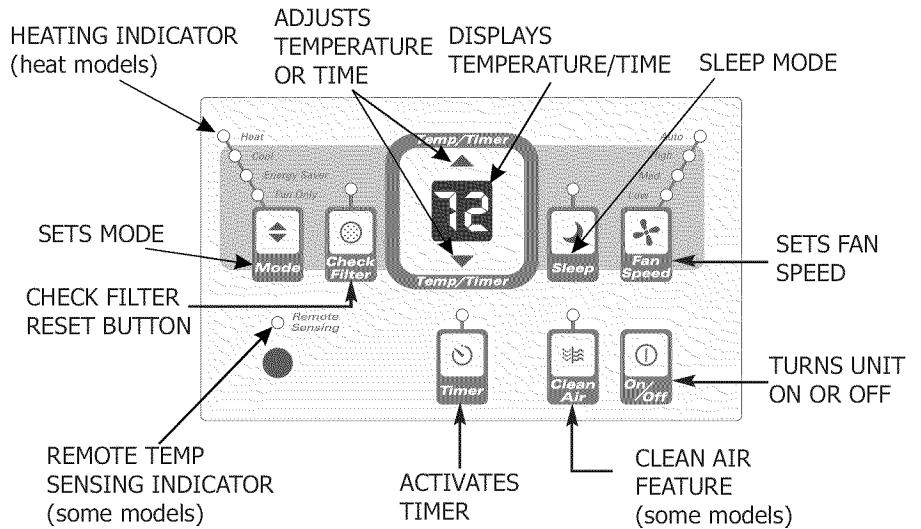 HEATING INDICATOR
(heat models)
ADJUSTS
TEMPERATURE
OR TIME
DISPLAYS
TEMPERATURE/TIME
SLEEP MODE
Heat
Cool
Energy Saver
Fan Only
Temp/Timer
72
Temp/Timer
Auto
High
Med
Low
Mode
Check
Filter
Sleep
Fan
Speed
SETS MODE
CHECK FILTER
RESET BUTTON
SETS FAN
SPEED
Remote
Sensing
Timer
Clean
Air
On/Off
TURNS UNIT
ON OR OFF
REMOTE TEMP
SENSING INDICATOR
(some models)
ACTIVATES
TIMER
CLEAN AIR
FEATURE
(some models)